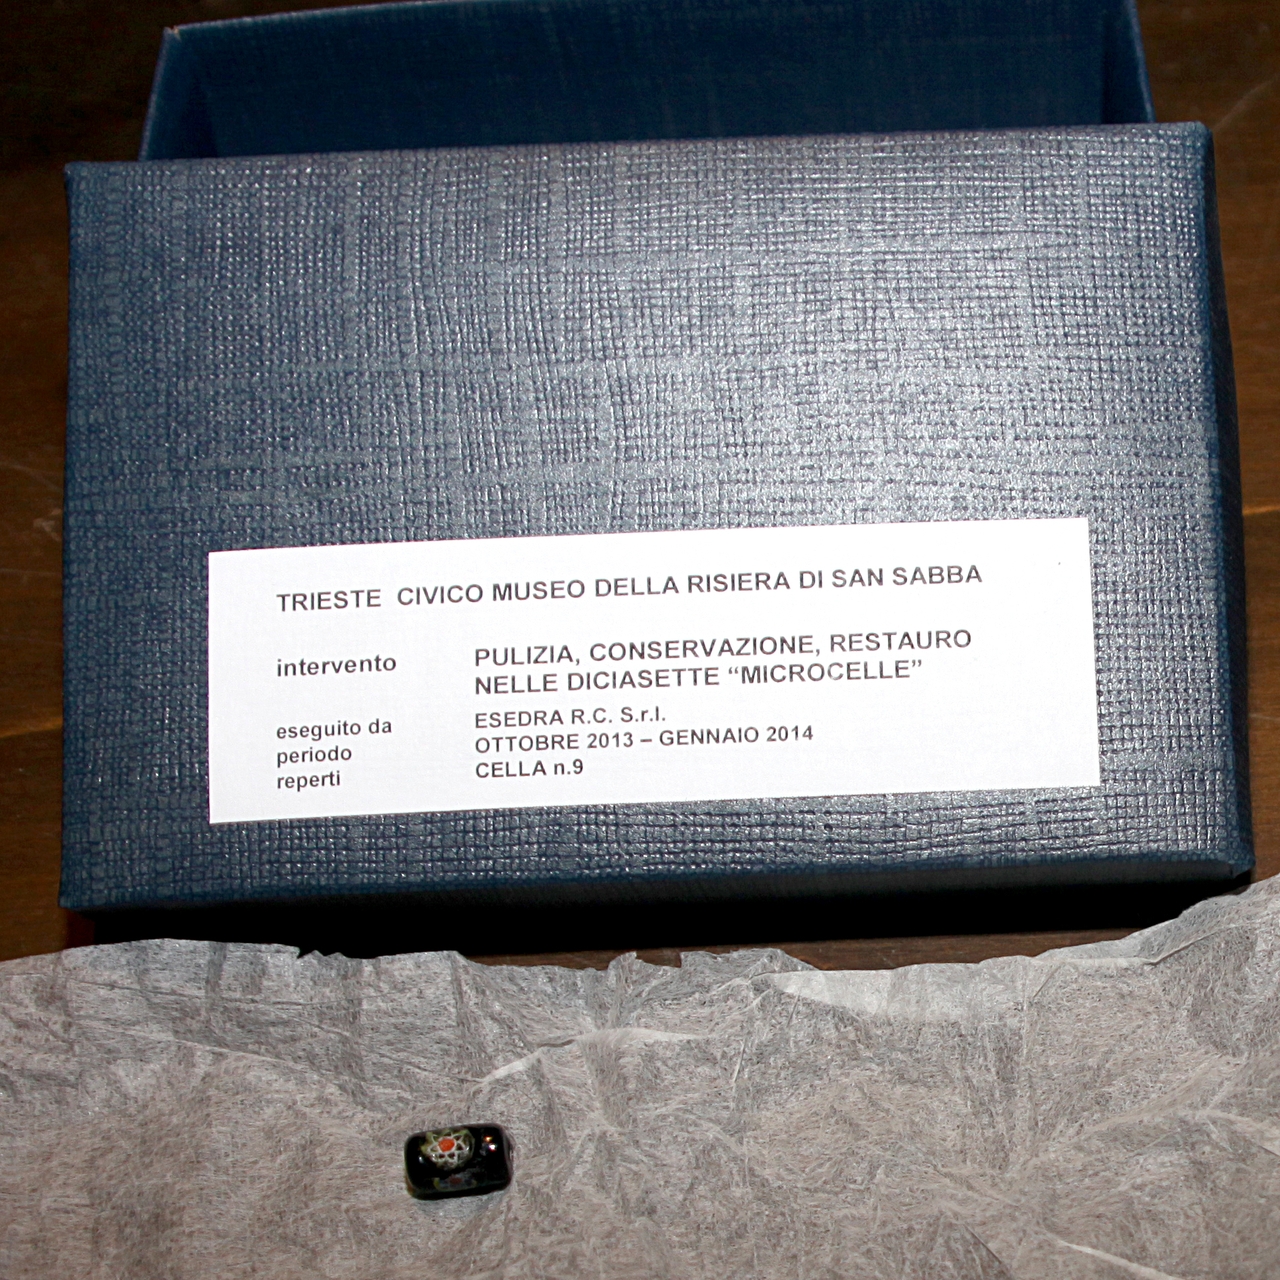 TRIESTE CIVICO MUSEO DELLA RISIERA DI SAN SABBA
intervento PULIZIA, CONSERVAZIONE, RESTAURO
NELLE DICIASETTE “MICROCELLE”
eseguito da ESEDRA R.C. S.r.l.
periodo OTTOBRE 2013 – GENNAIO 2014
reperti CELLA n.9